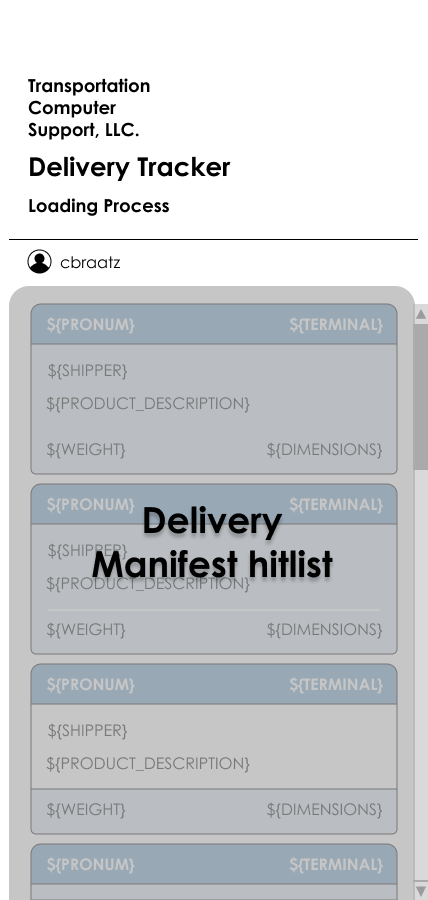 Transportation
Computer
Support, LLC.
Delivery Tracker
Loading Process
cbraatz
${PRONUM} ${TERMINAL}
${SHIPPER}
${PRODUCT_DESCRIPTION}
${WEIGHT} ${DIMENSIONS}
${PRONUM} ${TERMINAL}
Delivery
${SHIPPER}
Manifest hitlist
${PRODUCT_DESCRIPTION}
${WEIGHT} ${DIMENSIONS}
${PRONUM} ${TERMINAL}
${SHIPPER}
${PRODUCT_DESCRIPTION}
${WEIGHT} ${DIMENSIONS}
${PRONUM} ${TERMINAL}